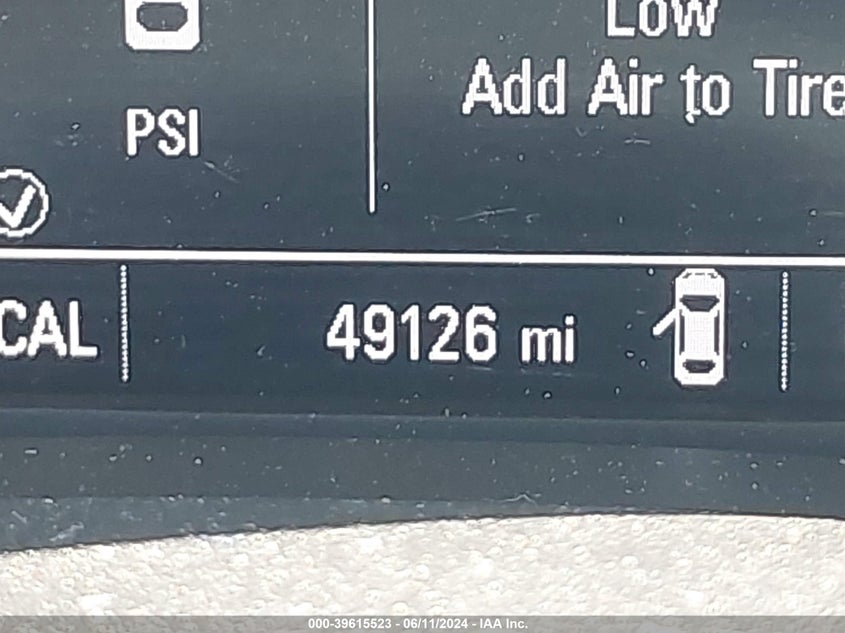 Low
Add Air to Tire
PSI
CAL
49126 mi
000-39615523 - 06/11/2024 - IAA Inc.